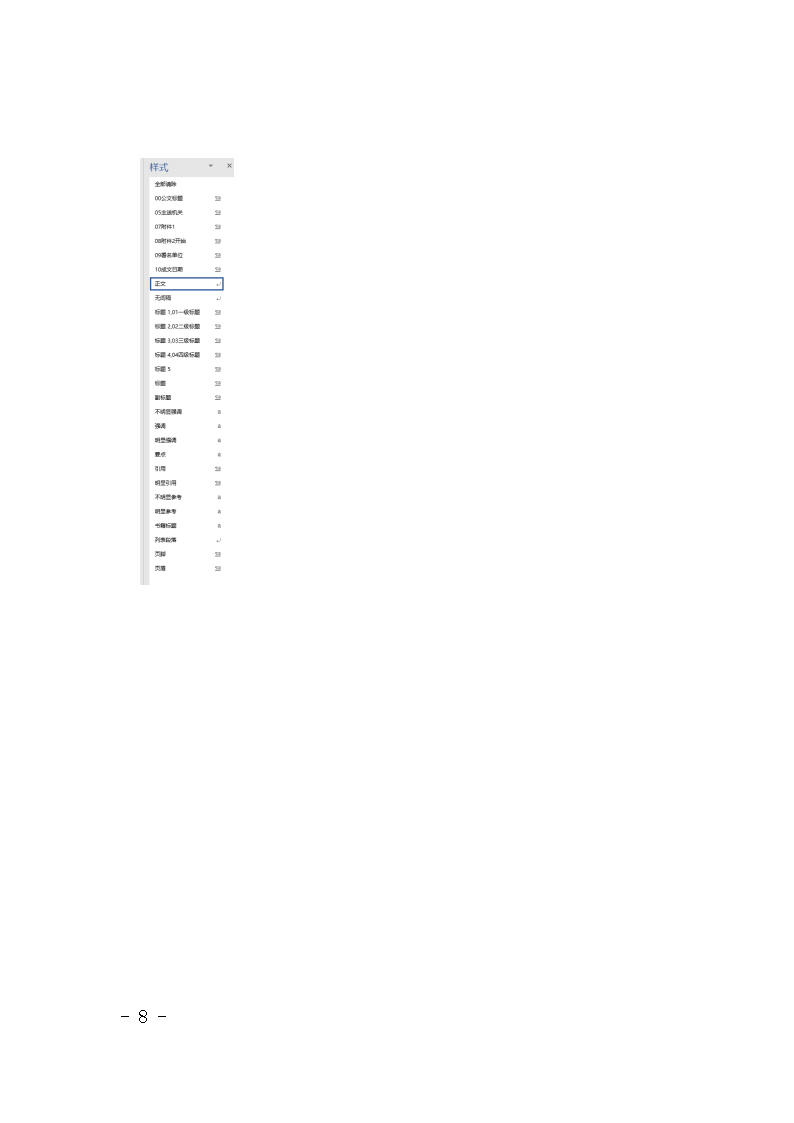 样式
全部清除
00公文标题
05主送机关
07附件1
08附件2开始
09署名单位
10成文日期
正文
无间隔
标题 1,01一级标题
标题 2,02二级标题
标题 3,03三级标题
标题 4,04四级标题
标题 5
标题
副标题
不明显强调
强调
明显强调
要点
引用
明显引用
不明显参考
明显参考
书籍标题
列表段落
页脚
页眉
- 8 -